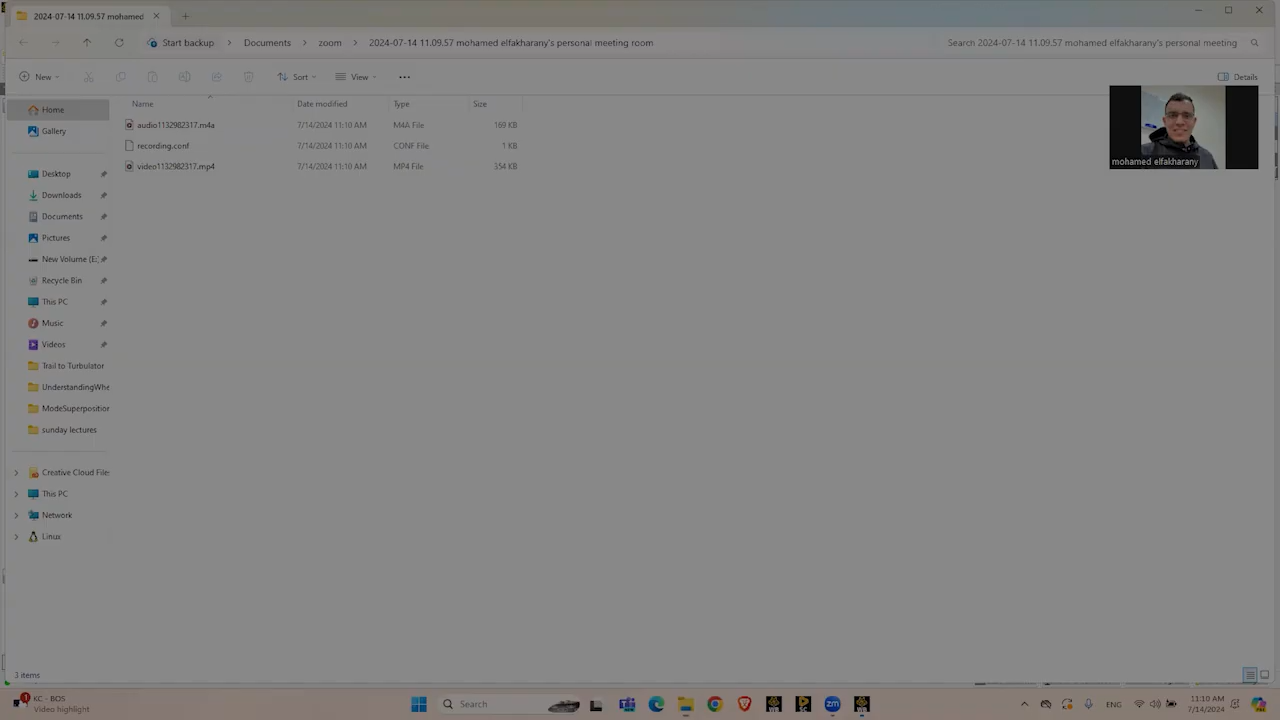 2024-07-14 11.09.57 mohamed
Start backup
Documents
zoom
2024-07-14 11.09.57 mohamed elfakharany's personal meeting room
Search 2024-07-14 11.09.57 mohamed elfakharany's personal meeting
New
Sort
View
Details
Name
Date modified
Type
Size
audio1132982317.m4a
7/14/2024 11:10 AM
M4A File
169 KB
recording.conf
7/14/2024 11:10 AM
CONF File
1 KB
video1132982317.mp4
7/14/2024 11:10 AM
MP4 File
354 KB
mohamed elfakharany
Home
Gallery
Desktop
Downloads
Documents
Pictures
New Volume (E:
Recycle Bin
This PC
Music
Videos
Trail to Turbulator
UnderstandingWhe
ModeSuperposition
sunday lectures
Creative Cloud Files
This PC
Network
Linux
3 items
1
KC - BOS
Video highlight
Search
zm
ENG
11:10 AM
7/14/2024